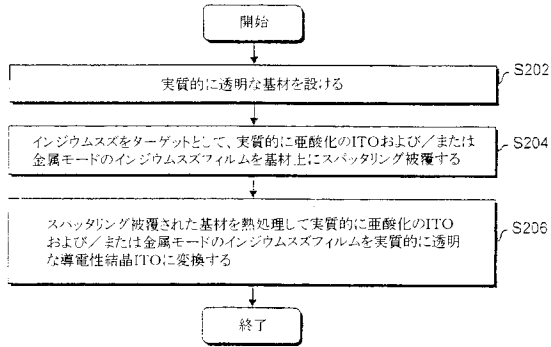 開始
実質的に透明な基材を設ける
S202
インジウムスズをターゲットとして、実質的に亜酸化のITOおよび／または
金属モードのインジウムスズフィルムを基材上にスパッタリング被覆する
S204
スパッタリング被覆された基材を熱処理して実質的に亜酸化のITO
および／または金属モードのインジウムスズフィルムを実質的に透明
な導電性結晶ITOに変換する
S206
終了